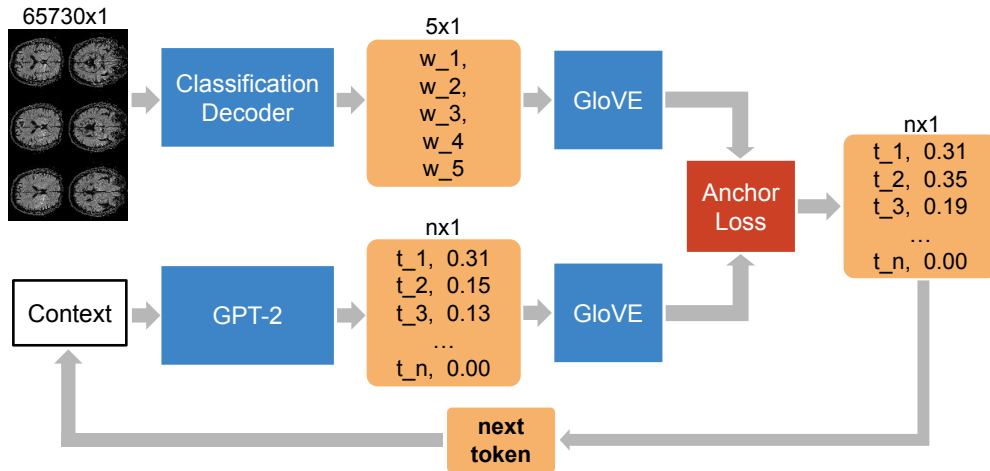 65730x1
Classification
Decoder
5x1
w_1,
w_2,
w_3,
w_4
w_5
GloVE
Context
GPT-2
nx1
t_1, 0.31
t_2, 0.15
t_3, 0.13
...
t_n, 0.00
GloVE
Anchor
Loss
nx1
t_1, 0.31
t_2, 0.35
t_3, 0.19
...
t_n, 0.00
next
token